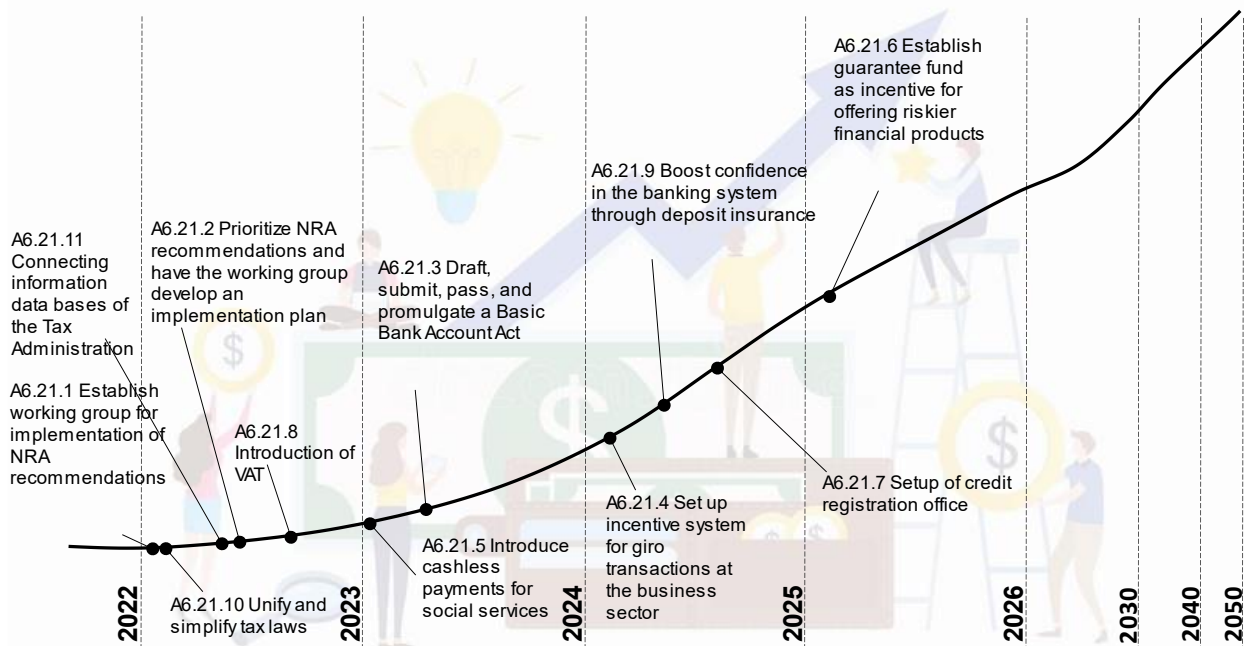 A6.21.6 Establish
guarantee fund
as incentive for
offering riskier
financial products
A6.21.9 Boost confidence
in the banking system
through deposit insurance
A6.21.2 Prioritize NRA
recommendations and
have the working group
develop an
implementation plan
A6.21.11
Connecting
information
data bases of
the Tax
Administration
A6.21.3 Draft,
submit, pass, and
promulgate a Basic
Bank Account Act
A6.21.1 Establish
working group for
implementation of
NRA
recommendations
A6.21.8
Introduction of
VAT
A6.21.7 Setup of credit
registration office
A6.21.4 Set up
incentive system
for giro
transactions at
the business
sector
A6.21.5 Introduce
cashless
payments for
social services
A6.21.10 Unify and
simplify tax laws
2022
2023
2024
2025
2026
2030
2040
2050
$
$
$